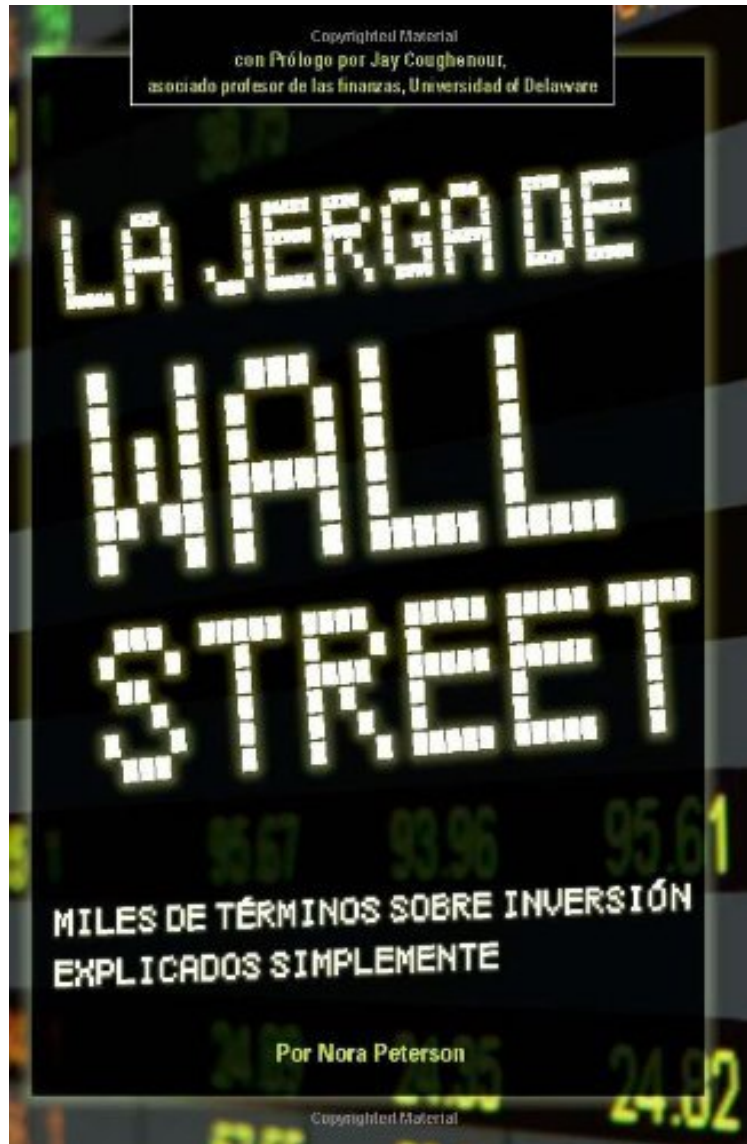 Copyrighted Material
con Prólogo por Jay Coughenour,
asociado profesor de las finanzas, Universidad of Delaware
LA JERGA DE
WALL
STREET
95.67 93.96 95.61
MILES DE TÉRMINOS SOBRE INVERSIÓN
EXPLICADOS SIMPLEMENTE
Por Nora Peterson
24.82
Copyrighted Material